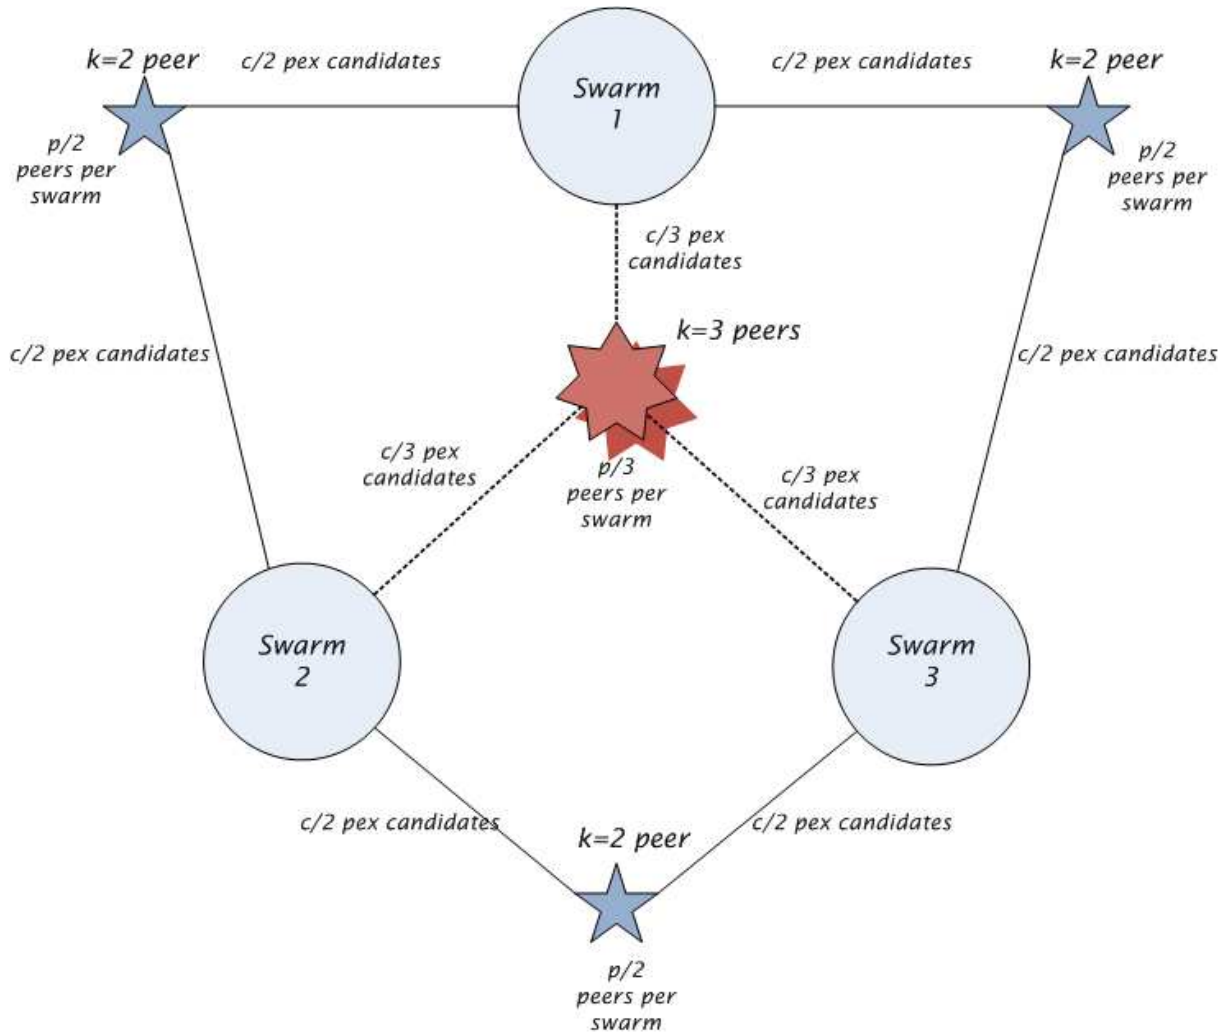 k=2 peer
c/2 pex candidates
c/2 pex candidates
k=2 peer
Swarm
1
p/2
peers per
swarm
p/2
peers per
swarm
c/3 pex
candidates
k=3 peers
c/2 pex candidates
c/2 pex candidates
c/3 pex
candidates
p/3
peers per
swarm
c/3 pex
candidates
Swarm
2
Swarm
3
c/2 pex candidates
c/2 pex candidates
k=2 peer
p/2
peers per
swarm